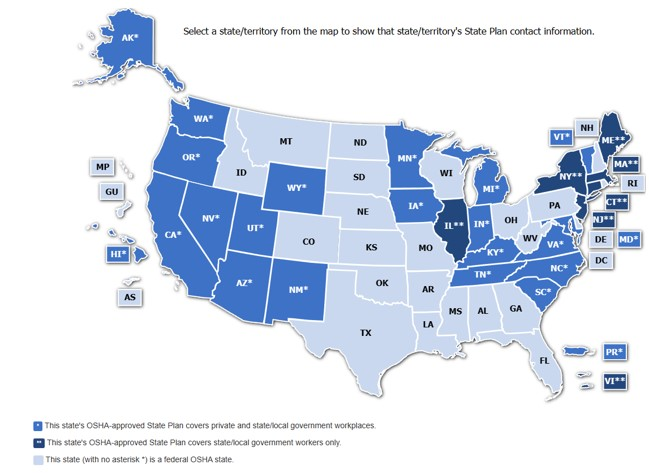 AK*
Select a state/territory from the map to show that state/territory's State Plan contact information.
WA*
MT
ND
MN*
VT*
NH
ME**
OR*
ID
SD
WI
MI*
NY**
MA**
MP
WY*
IA*
RI
GU
NE
PA
CT**
NV*
IL**
IN*
OH
NJ**
CA*
UT*
CO
KS
MO
WV
VA*
DE
MD*
HI*
KY*
DC
AZ*
NM*
OK
AR
TN*
NC*
AS
SC*
TX
LA
MS
AL
GA
FL
PR*
VI**
* This state's OSHA-approved State Plan covers private and state/local government workplaces.
** This state's OSHA-approved State Plan covers state/local government workers only.
This state (with no asterisk *) is a federal OSHA state.